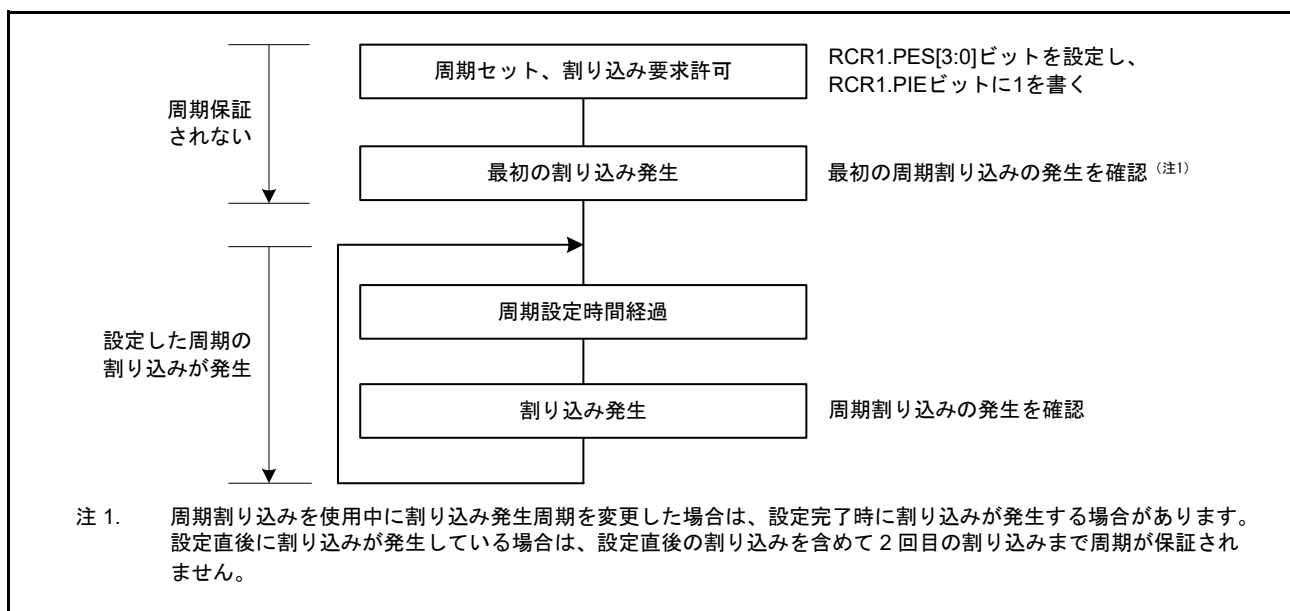 周期セット、割り込み要求許可
RCR1.PES[3:0]ビットを設定し、
RCR1.PIEビットに1を書く
周期保証
されない
最初の割り込み発生
最初の周期割り込みの発生を確認（注1）
周期設定時間経過
設定した周期の
割り込みが発生
割り込み発生
周期割り込みの発生を確認
注 1. 周期割り込みを使用中に割り込み発生周期を変更した場合は、設定完了時に割り込みが発生する場合があります。
設定直後に割り込みが発生している場合は、設定直後の割り込みを含めて 2 回目の割り込みまで周期が保証され
ません。